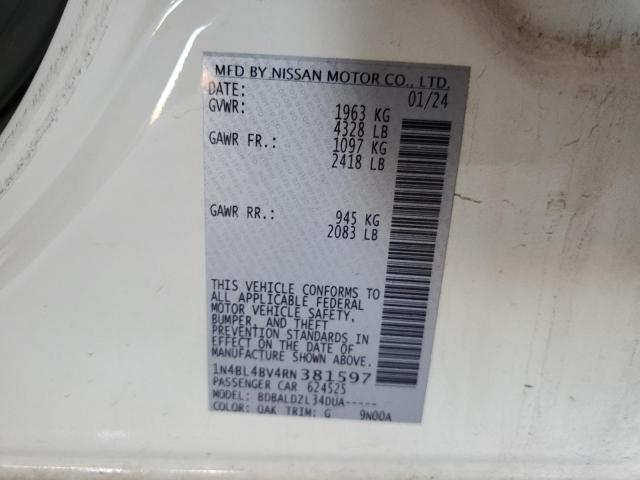 MFD BY NISSAN MOTOR CO., LTD.
DATE: 01/24
GVWR: 1963 KG
4328 LB
GAWR FR.: 1097 KG
2418 LB
GAWR RR.: 945 KG
2083 LB
THIS VEHICLE CONFORMS TO
ALL APPLICABLE FEDERAL
MOTOR VEHICLE SAFETY,
BUMPER, AND THEFT
PREVENTION STANDARDS IN
EFFECT ON THE DATE OF
MANUFACTURE SHOWN ABOVE.
1N4BL4BV4RN381597
PASSENGER CAR 624525
MODEL: BDBALDZL34DUA-----
COLOR: QAK TRIM: G 9N00A